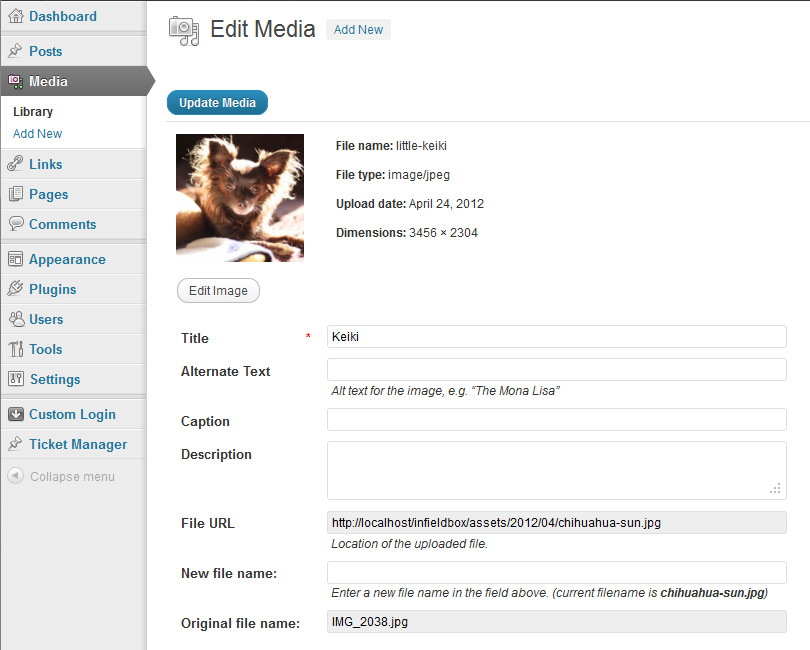 Dashboard
Posts
Media
Library
Add New
Links
Pages
Comments
Appearance
Plugins
Users
Tools
Settings
Custom Login
Ticket Manager
Collapse menu
Edit Media Add New
Update Media
File name: little-keiki
File type: image/jpeg
Upload date: April 24, 2012
Dimensions: 3456 × 2304
Edit Image
Title * Keiki
Alternate Text
Alt text for the image, e.g. “The Mona Lisa”
Caption
Description
File URL http://localhost/infieldbox/assets/2012/04/chihuahua-sun.jpg
Location of the uploaded file.
New file name:
Enter a new file name in the field above. (current filename is chihuahua-sun.jpg)
Original file name: IMG_2038.jpg